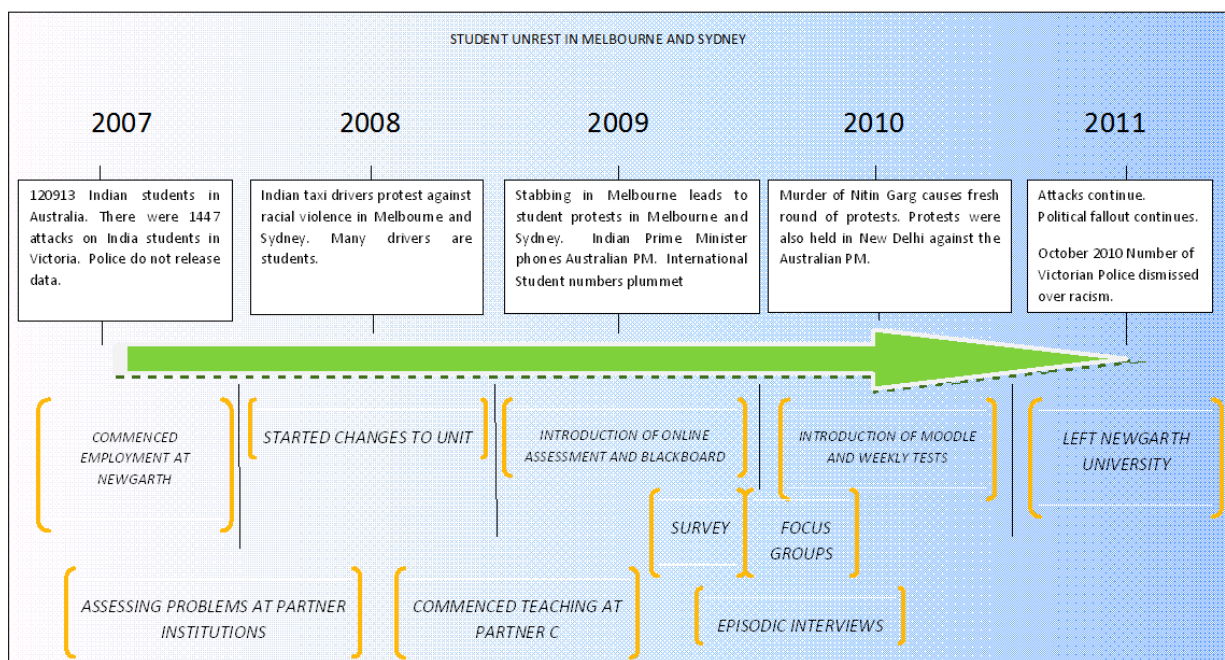 STUDENT UNREST IN MELBOURNE AND SYDNEY
2007
2008
2009
2010
2011
120913 Indian students in
Australia. There were 1447
attacks on India students in
Victoria. Police do not release
data.
Indian taxi drivers protest against
racial violence in Melbourne and
Sydney. Many drivers are
students.
Stabbing in Melbourne leads to
student protests in Melbourne and
Sydney. Indian Prime Minister
phones Australian PM. International
Student numbers plummet
Murder of Nitin Garg causes fresh
round of protests. Protests were
also held in New Delhi against the
Australian PM.
Attacks continue.
Political fallout continues.
October 2010 Number of
Victorian Police dismissed
over racism.
COMMENCED
EMPLOYMENT AT
NEWGARTH
STARTED CHANGES TO UNIT
INTRODUCTION OF ONLINE
ASSESSMENT AND BLACKBOARD
INTRODUCTION OF MOODLE
AND WEEKLY TESTS
LEFT NEWGARTH
UNIVERSITY
SURVEY
FOCUS
GROUPS
ASSESSING PROBLEMS AT PARTNER
INSTITUTIONS
COMMENCED TEACHING AT
PARTNER C
EPISODIC INTERVIEWS